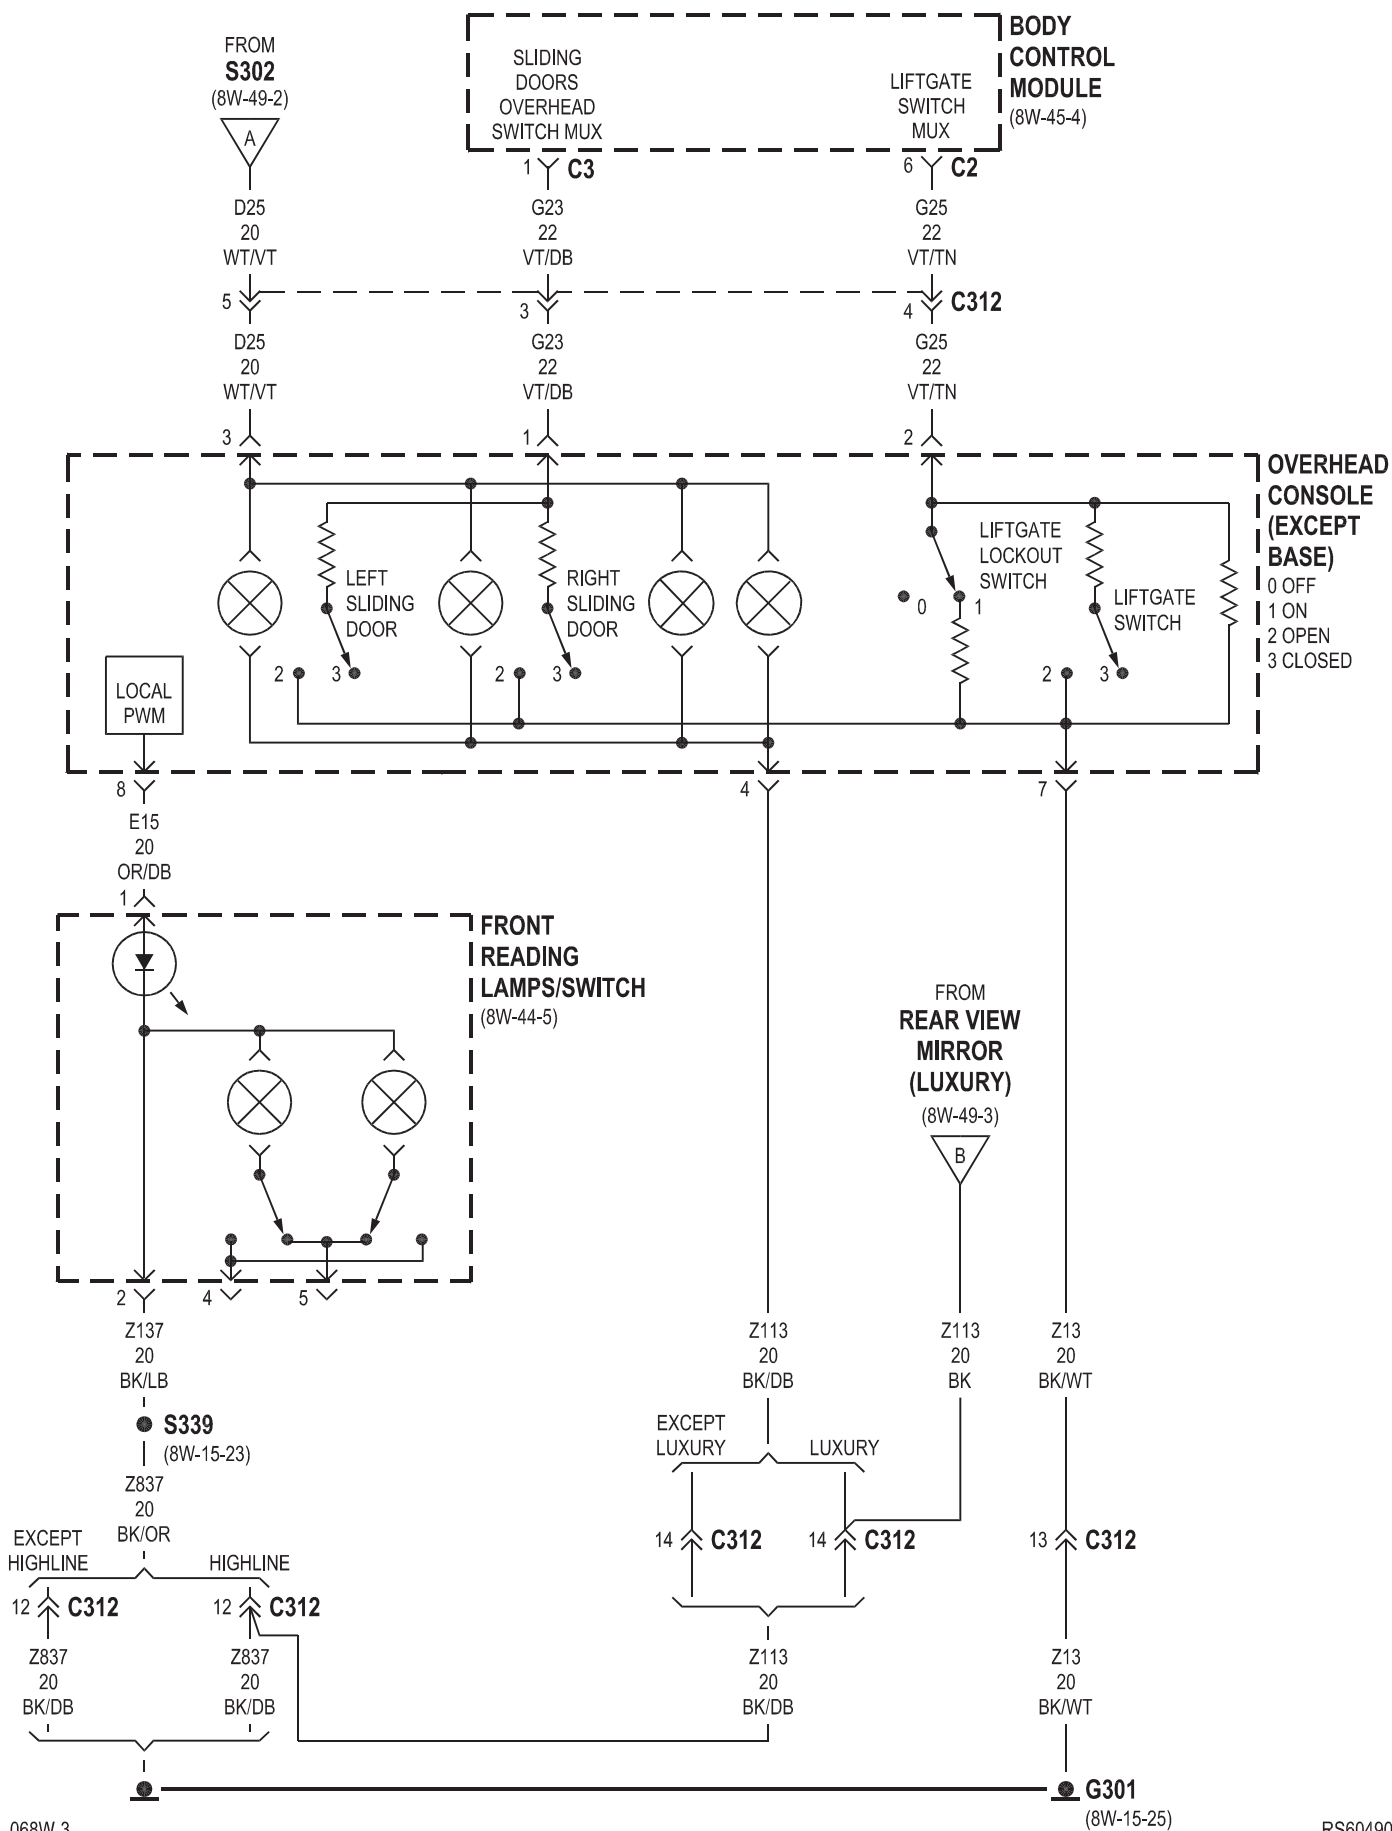 FROM
S302
(8W-49-2)
A
BODY
CONTROL
MODULE
(8W-45-4)
SLIDING
DOORS
OVERHEAD
SWITCH MUX
LIFTGATE
SWITCH
MUX
1 C3
6 C2
D25
20
WT/VT
G23
22
VT/DB
G25
22
VT/TN
5
3
4
C312
D25
20
WT/VT
G23
22
VT/DB
G25
22
VT/TN
3
1
2
OVERHEAD
CONSOLE
(EXCEPT
BASE)
0 OFF
1 ON
2 OPEN
3 CLOSED
LEFT
SLIDING
DOOR
2
3
RIGHT
SLIDING
DOOR
2
3
LIFTGATE
LOCKOUT
SWITCH
0
1
LIFTGATE
SWITCH
2
3
LOCAL
PWM
8
4
7
E15
20
OR/DB
1
FRONT
READING
LAMPS/SWITCH
(8W-44-5)
FROM
REAR VIEW
MIRROR
(LUXURY)
(8W-49-3)
B
2
4
5
Z137
20
BK/LB
Z113
20
BK/DB
Z113
20
BK
Z13
20
BK/WT
S339
(8W-15-23)
Z837
20
BK/OR
EXCEPT
LUXURY
LUXURY
14 C312
14 C312
13 C312
EXCEPT
HIGHLINE
HIGHLINE
12 C312
12 C312
Z837
20
BK/DB
Z837
20
BK/DB
Z113
20
BK/DB
Z13
20
BK/WT
G301
(8W-15-25)
068W-3
RS60490